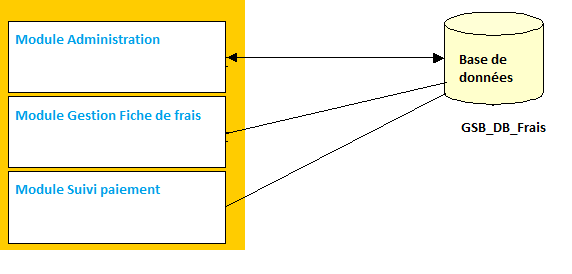 Module Administration
Module Gestion Fiche de frais
Module Suivi paiement
Base de
données
GSB_DB_Frais